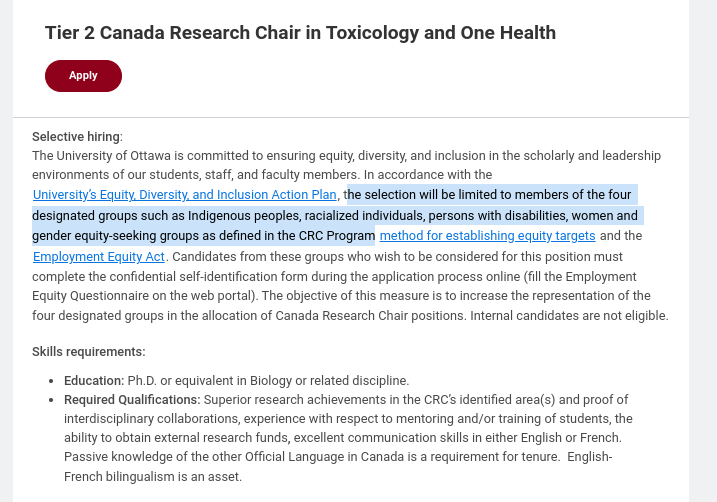 Tier 2 Canada Research Chair in Toxicology and One Health
Apply
Selective hiring:
The University of Ottawa is committed to ensuring equity, diversity, and inclusion in the scholarly and leadership
environments of our students, staff, and faculty members. In accordance with the
University's Equity, Diversity, and Inclusion Action Plan, the selection will be limited to members of the four
designated groups such as Indigenous peoples, racialized individuals, persons with disabilities, women and
gender equity-seeking groups as defined in the CRC Program method for establishing equity targets and the
Employment Equity Act. Candidates from these groups who wish to be considered for this position must
complete the confidential self-identification form during the application process online (fill the Employment
Equity Questionnaire on the web portal). The objective of this measure is to increase the representation of the
four designated groups in the allocation of Canada Research Chair positions. Internal candidates are not eligible.
Skills requirements:
• Education: Ph.D. or equivalent in Biology or related discipline.
• Required Qualifications: Superior research achievements in the CRC's identified area(s) and proof of
interdisciplinary collaborations, experience with respect to mentoring and/or training of students, the
ability to obtain external research funds, excellent communication skills in either English or French.
Passive knowledge of the other Official Language in Canada is a requirement for tenure. English-
French bilingualism is an asset.